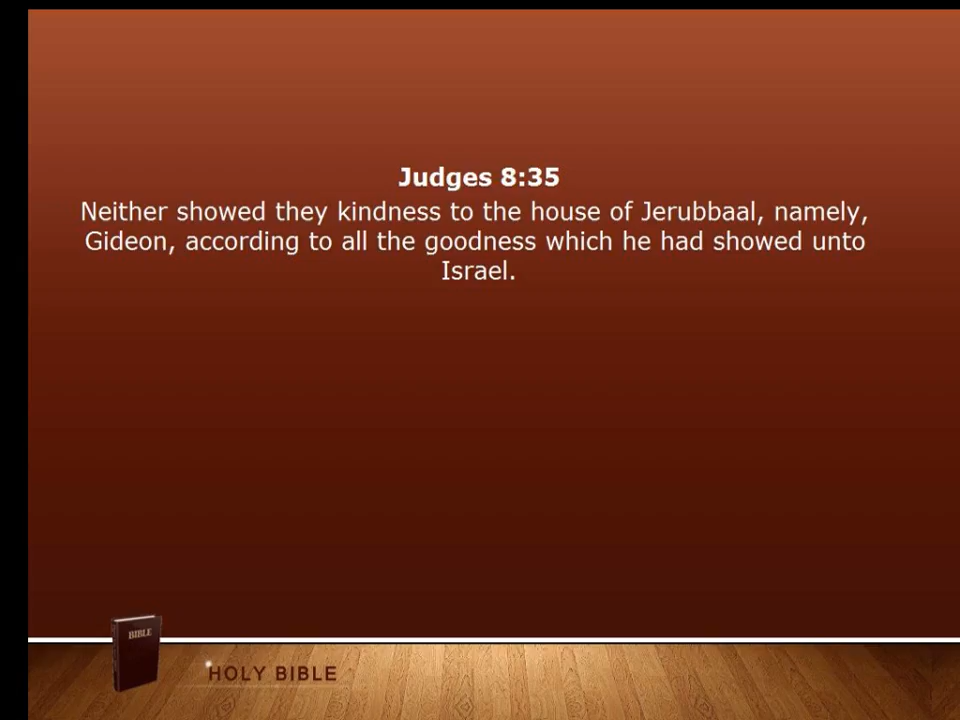 Judges 8:35
Neither showed they kindness to the house of Jerubbaal, namely,
Gideon, according to all the goodness which he had showed unto
Israel.
BIBLE
HOLY BIBLE